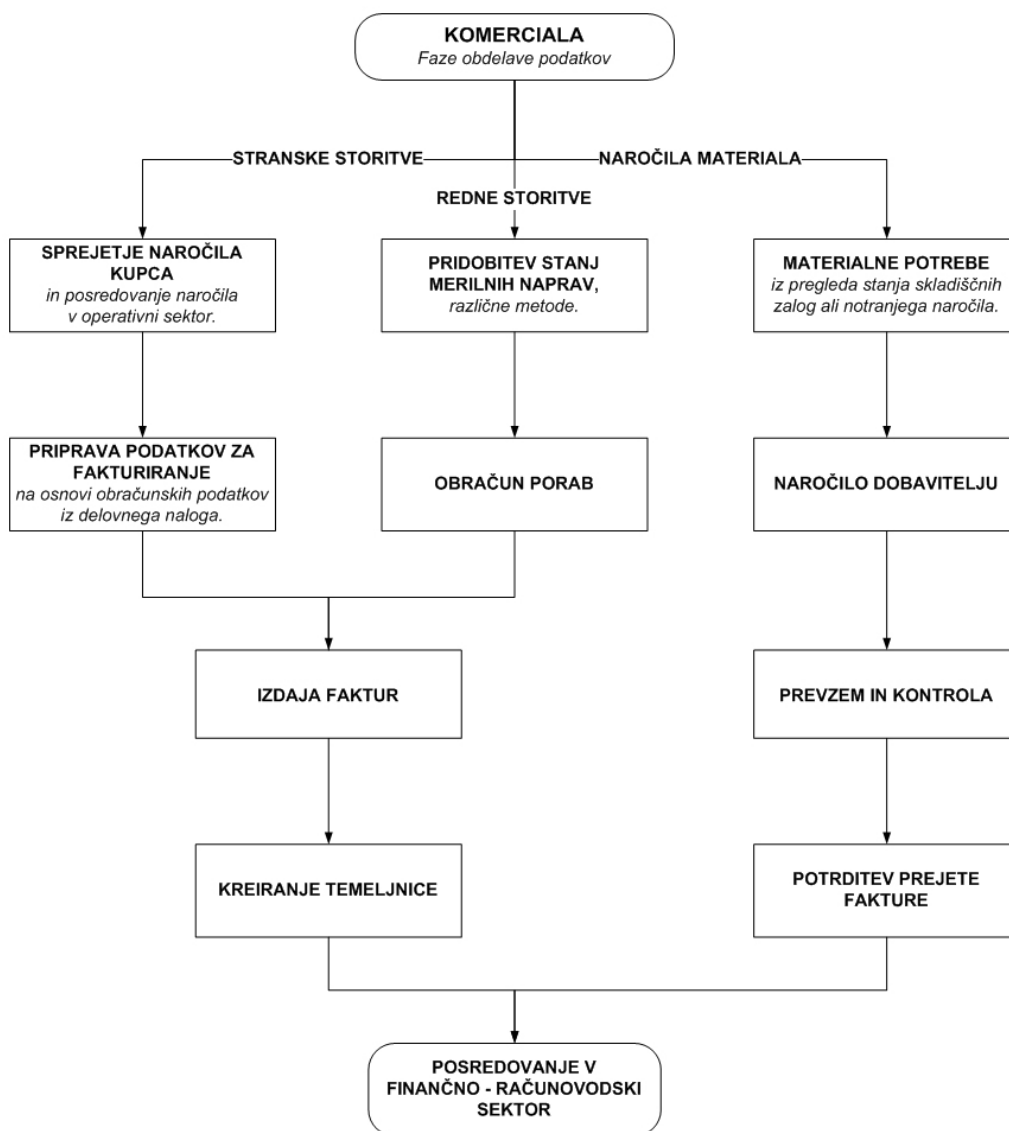 KOMERCIALA
Faze obdelave podatkov
STRANSKE STORITVE
NAROČILA MATERIALA
REDNE STORITVE
SPREJETJE NAROČILA
KUPCA
in posredovanje naročila
v operativni sektor.
PRIDOBITEV STANJ
MERILNIH NAPRAV,
različne metode.
MATERIALNE POTREBE
iz pregleda stanja skladiščnih
zalog ali notranjega naročila.
PRIPRAVA PODATKOV ZA
FAKTURIRANJE
na osnovi obračunskih podatkov
iz delovnega naloga.
OBRAČUN PORAB
NAROČILO DOBAVITELJU
IZDAJA FAKTUR
PREVZEM IN KONTROLA
KREIRANJE TEMELJNICE
POTRDITEV PREJETE
FAKTURE
POSREDOVANJE V
FINANČNO - RAČUNOVODSKI
SEKTOR